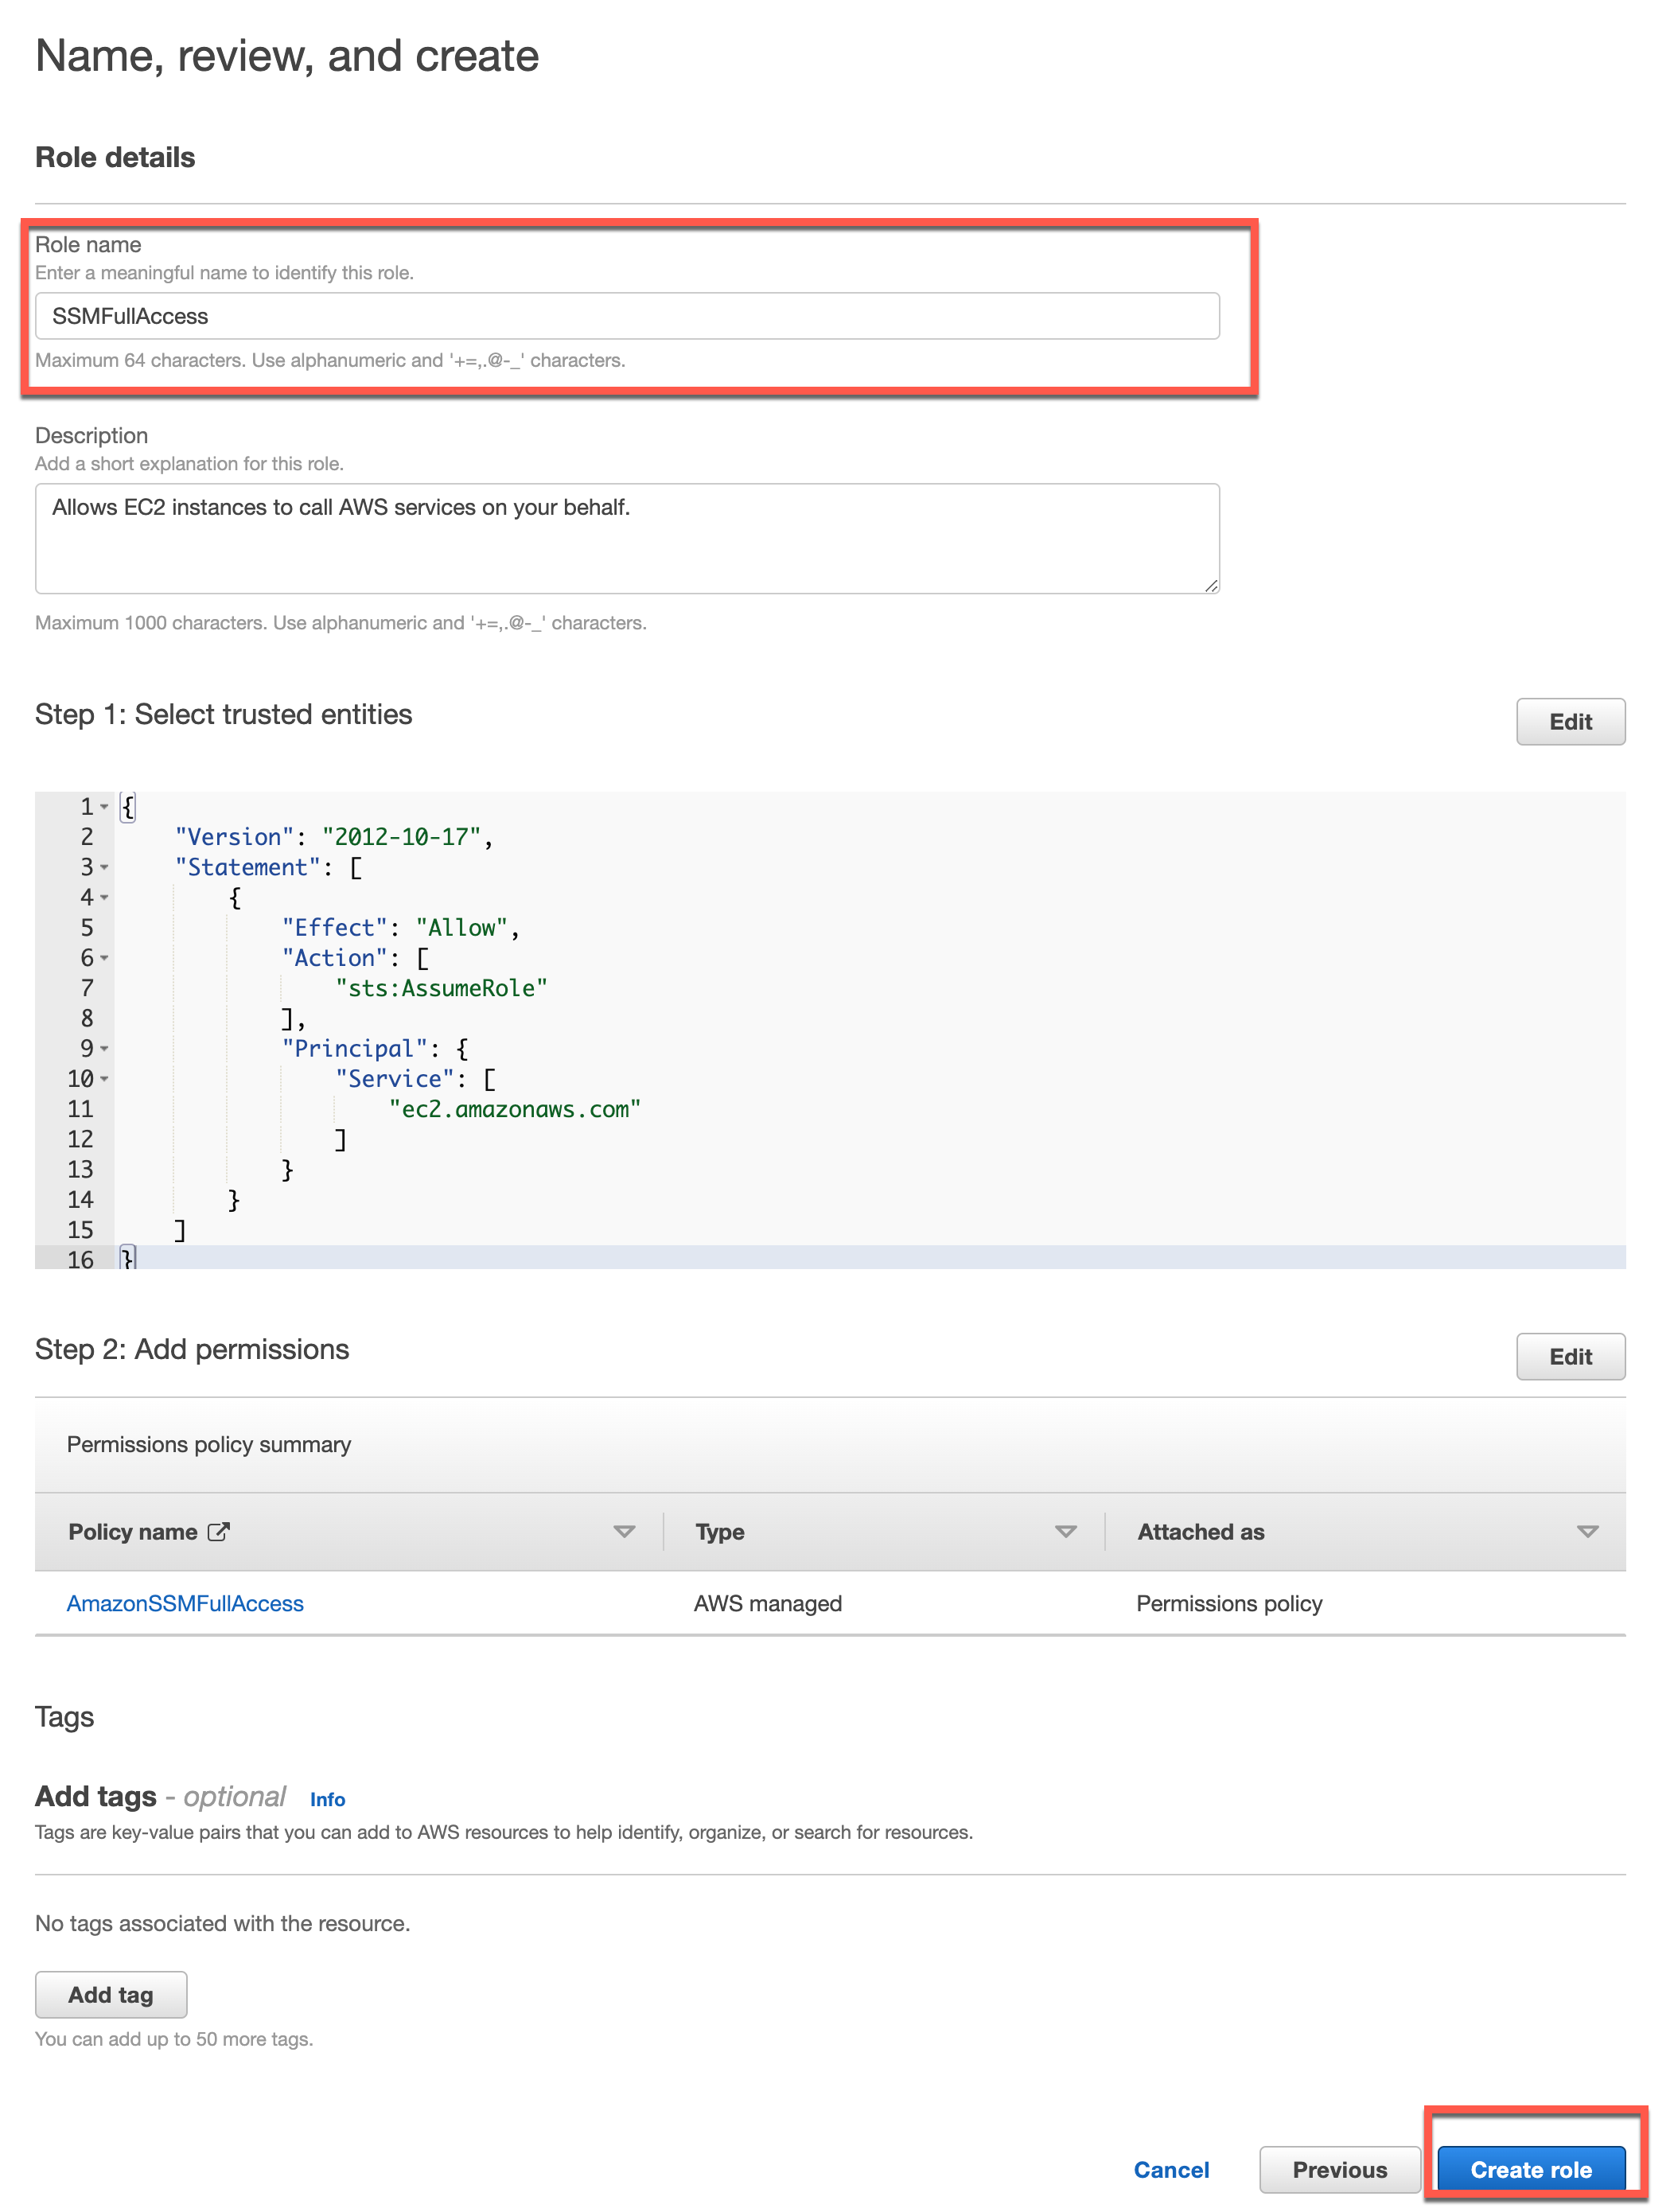 Name, review, and create
Role details
Role name
Enter a meaningful name to identify this role.
SSMFullAccess
Maximum 64 characters. Use alphanumeric and '+=,.@-_' characters.
Description
Add a short explanation for this role.
Allows EC2 instances to call AWS services on your behalf.
Maximum 1000 characters. Use alphanumeric and '+=,.@-_' characters.
Step 1: Select trusted entities
Edit
1 {
2     "Version": "2012-10-17",
3     "Statement": [
4         {
5             "Effect": "Allow",
6             "Action": [
7                 "sts:AssumeRole"
8             ],
9             "Principal": {
10                 "Service": [
11                     "ec2.amazonaws.com"
12                 ]
13             }
14         }
15     ]
16 }
Step 2: Add permissions
Edit
Permissions policy summary
Policy name Type Attached as
AmazonSSMFullAccess AWS managed Permissions policy
Tags
Add tags - optional Info
Tags are key-value pairs that you can add to AWS resources to help identify, organize, or search for resources.
No tags associated with the resource.
Add tag
You can add up to 50 more tags.
Cancel Previous Create role